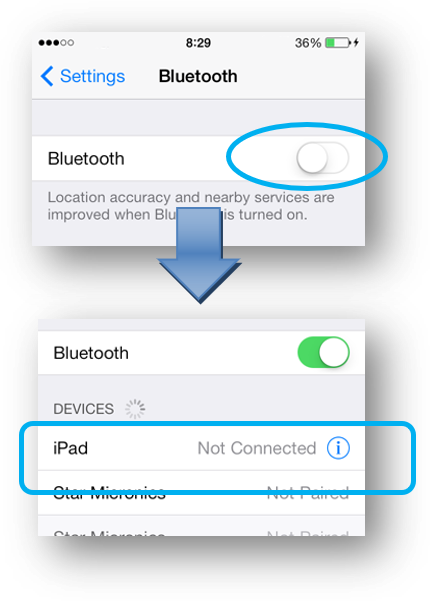 8:29
36%
Settings
Bluetooth
Bluetooth
Location accuracy and nearby services are
improved when Blu is turned on.
Bluetooth
DEVICES
iPad Not Connected
Star Micronics Not Paired
Star Micronics Not Paired